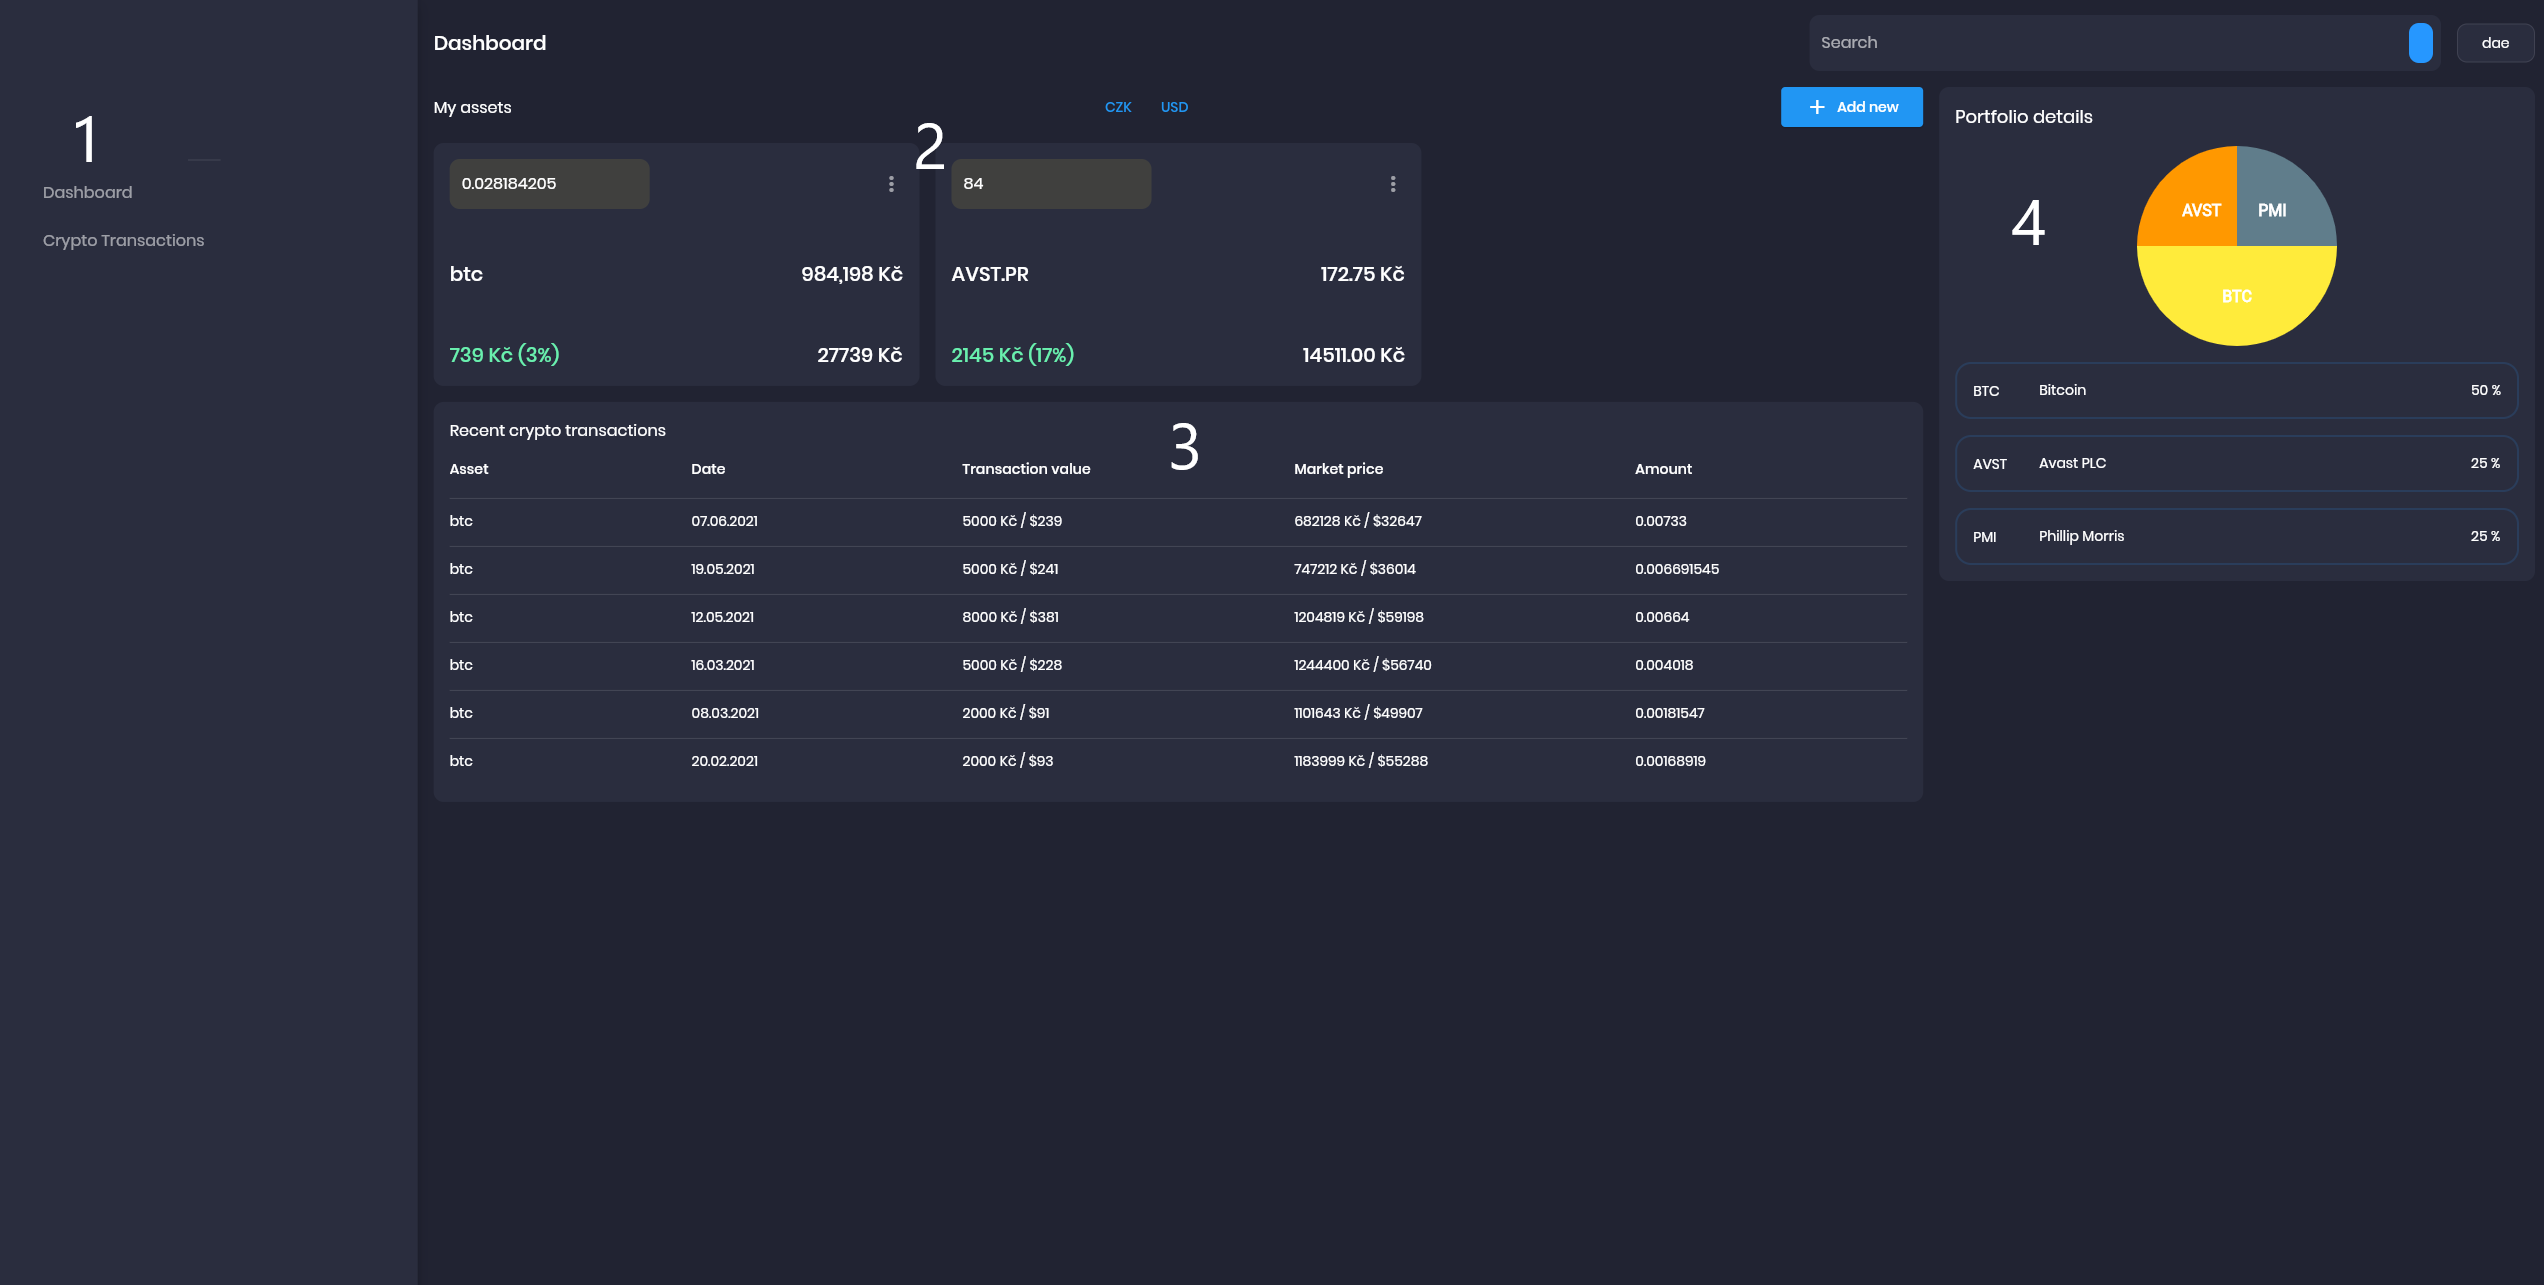 1
Dashboard
Crypto Transactions
Dashboard
Search
dae
My assets
CZK USD
Add new
2
0.028184205
btc 984,198 Kč
739 Kč (3%) 27739 Kč
84
AVST.PR 172.75 Kč
2145 Kč (17%) 14511.00 Kč
Recent crypto transactions
3
Asset Date Transaction value Market price Amount
btc 07.06.2021 5000 Kč / $239 682128 Kč / $32647 0.00733
btc 19.05.2021 5000 Kč / $241 747212 Kč / $36014 0.006691545
btc 12.05.2021 8000 Kč / $381 1204819 Kč / $59198 0.00664
btc 16.03.2021 5000 Kč / $228 1244400 Kč / $56740 0.004018
btc 08.03.2021 2000 Kč / $91 1101643 Kč / $49907 0.00181547
btc 20.02.2021 2000 Kč / $93 1183999 Kč / $55288 0.00168919
Portfolio details
4
AVST PMI
BTC
BTC Bitcoin 50 %
AVST Avast PLC 25 %
PMI Phillip Morris 25 %